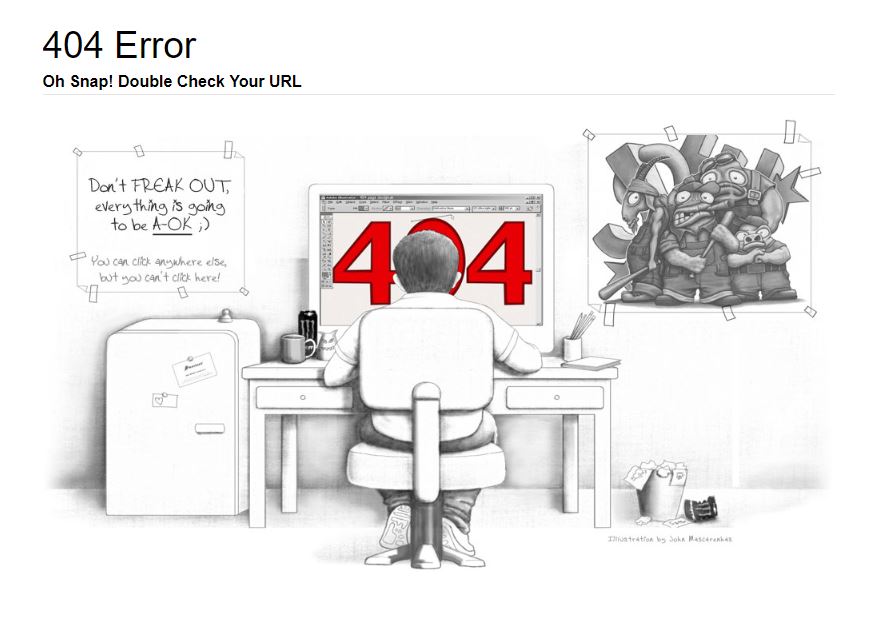 404 Error
Oh Snap! Double Check Your URL
Don't FREAK OUT,
everything is going
to be A-OK ;)
You can click anywhere else,
but you can't click here!
404
Illustration by John Mascarenhas